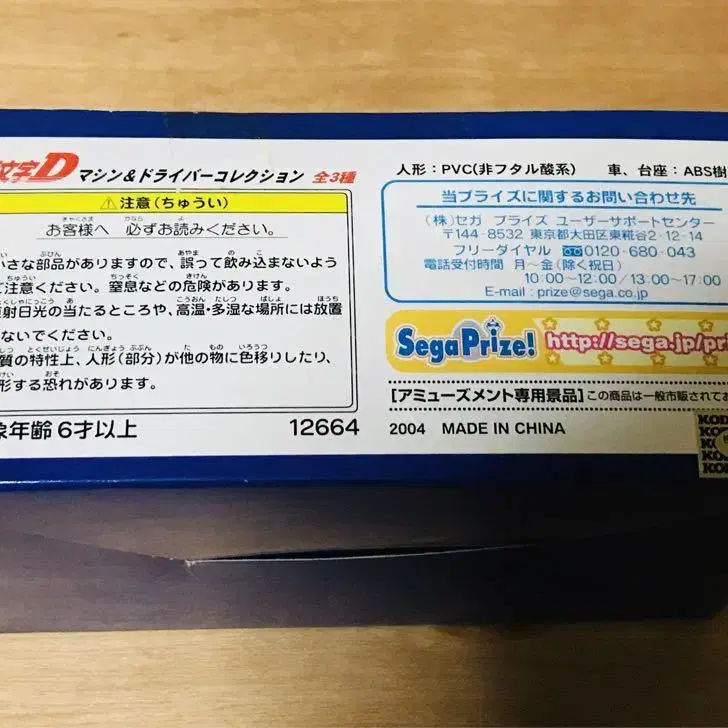 文字D マシン&ドライバーコレクション 全3種
⚠注意(ちゅうい)
お客様へ 必ずお読みください。
さな部品がありますので、誤って飲み込まないよう
注意ください。窒息などの危険があります。
射日光の当たるところや、高温・多湿な場所には放置
ないでください。
質の特性上、人形(部分)が他の物に色移りしたり、
形する恐れがあります。
象年齢 6才以上 12664
人形:PVC(非フタル酸系) 車、台座:ABS樹
当プライズに関するお問い合わせ先
(株)セガ プライズ ユーザーサポートセンター
〒144-8532 東京都大田区東糀谷2-12-14
フリーダイヤル 0120-680-043
電話受付時間 月~金(除く祝日)
10:00~12:00/13:00~17:00
E-mail:prize@sega.co.jp
SegaPrize! http://sega.jp/pri
[アミューズメント専用景品]この商品は一般市販されてお
2004 MADE IN CHINA